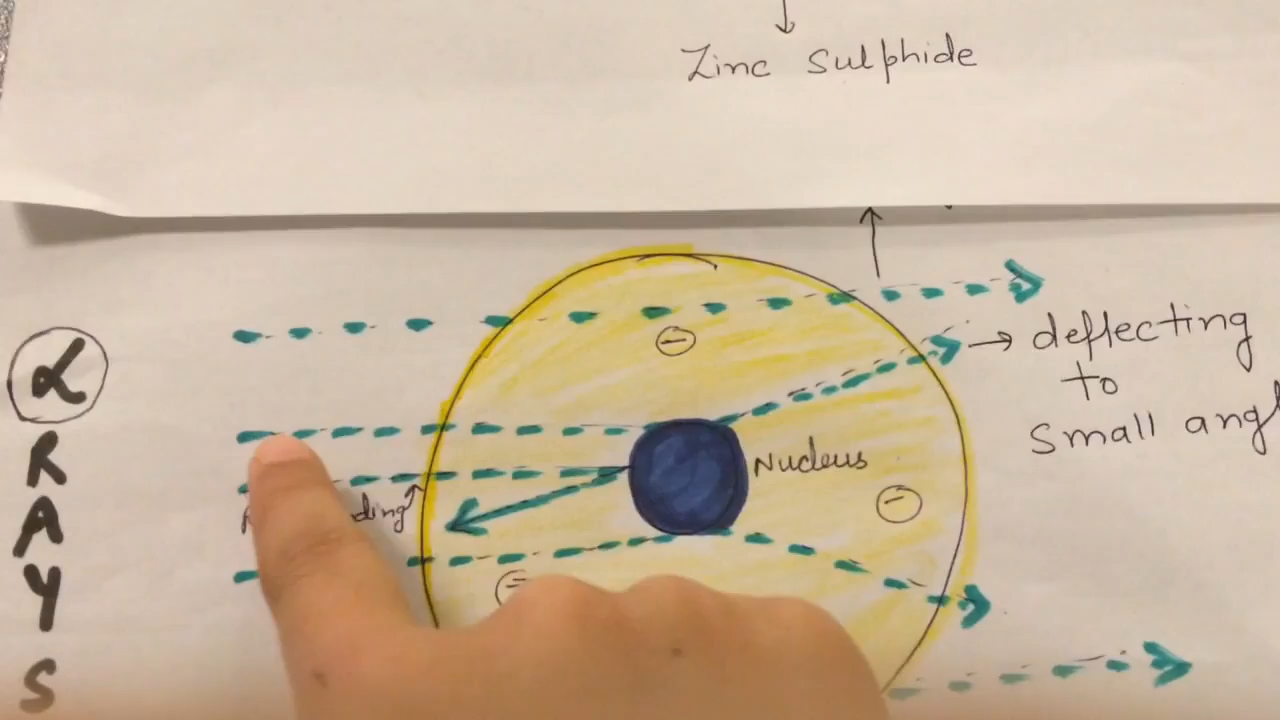 Zinc sulphide
α
R
A
Y
S
deflecting
to
small angl
Nucleus